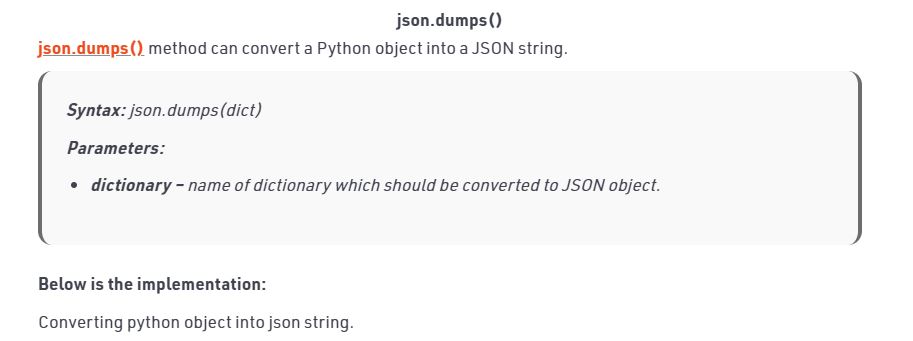 json.dumps()
json.dumps() method can convert a Python object into a JSON string.
Syntax: json.dumps(dict)
Parameters:
• dictionary – name of dictionary which should be converted to JSON object.
Below is the implementation:
Converting python object into json string.